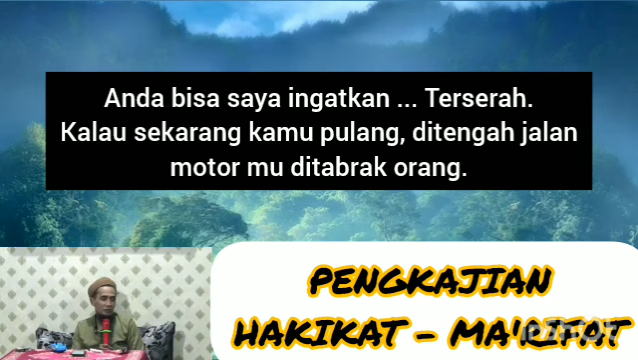 Anda bisa saya ingatkan ... Terserah.
Kalau sekarang kamu pulang, ditengah jalan
motor mu ditabrak orang.
PENGKAJIAN
HAKIKAT - MA'RIFAT